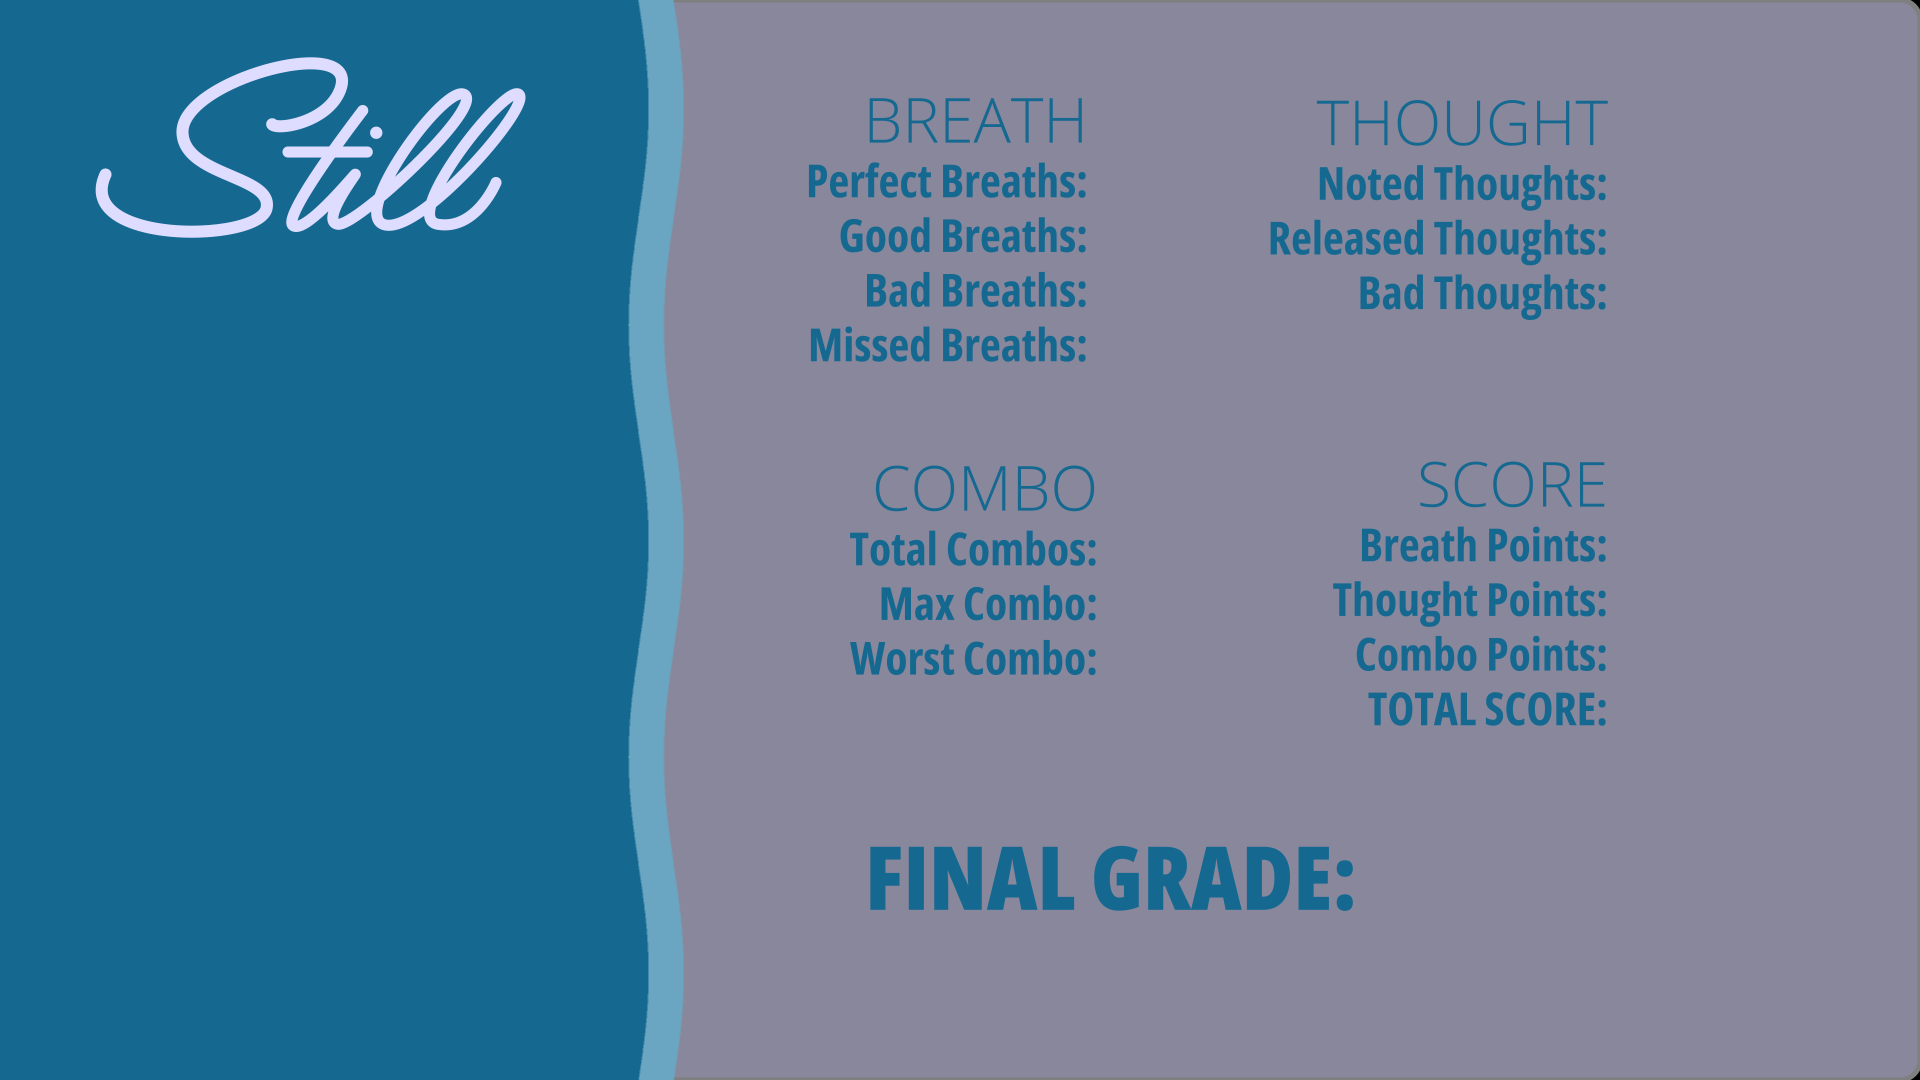 Still
BREATH
Perfect Breaths:
Good Breaths:
Bad Breaths:
Missed Breaths:
THOUGHT
Noted Thoughts:
Released Thoughts:
Bad Thoughts:
COMBO
Total Combos:
Max Combo:
Worst Combo:
SCORE
Breath Points:
Thought Points:
Combo Points:
TOTAL SCORE:
FINAL GRADE: